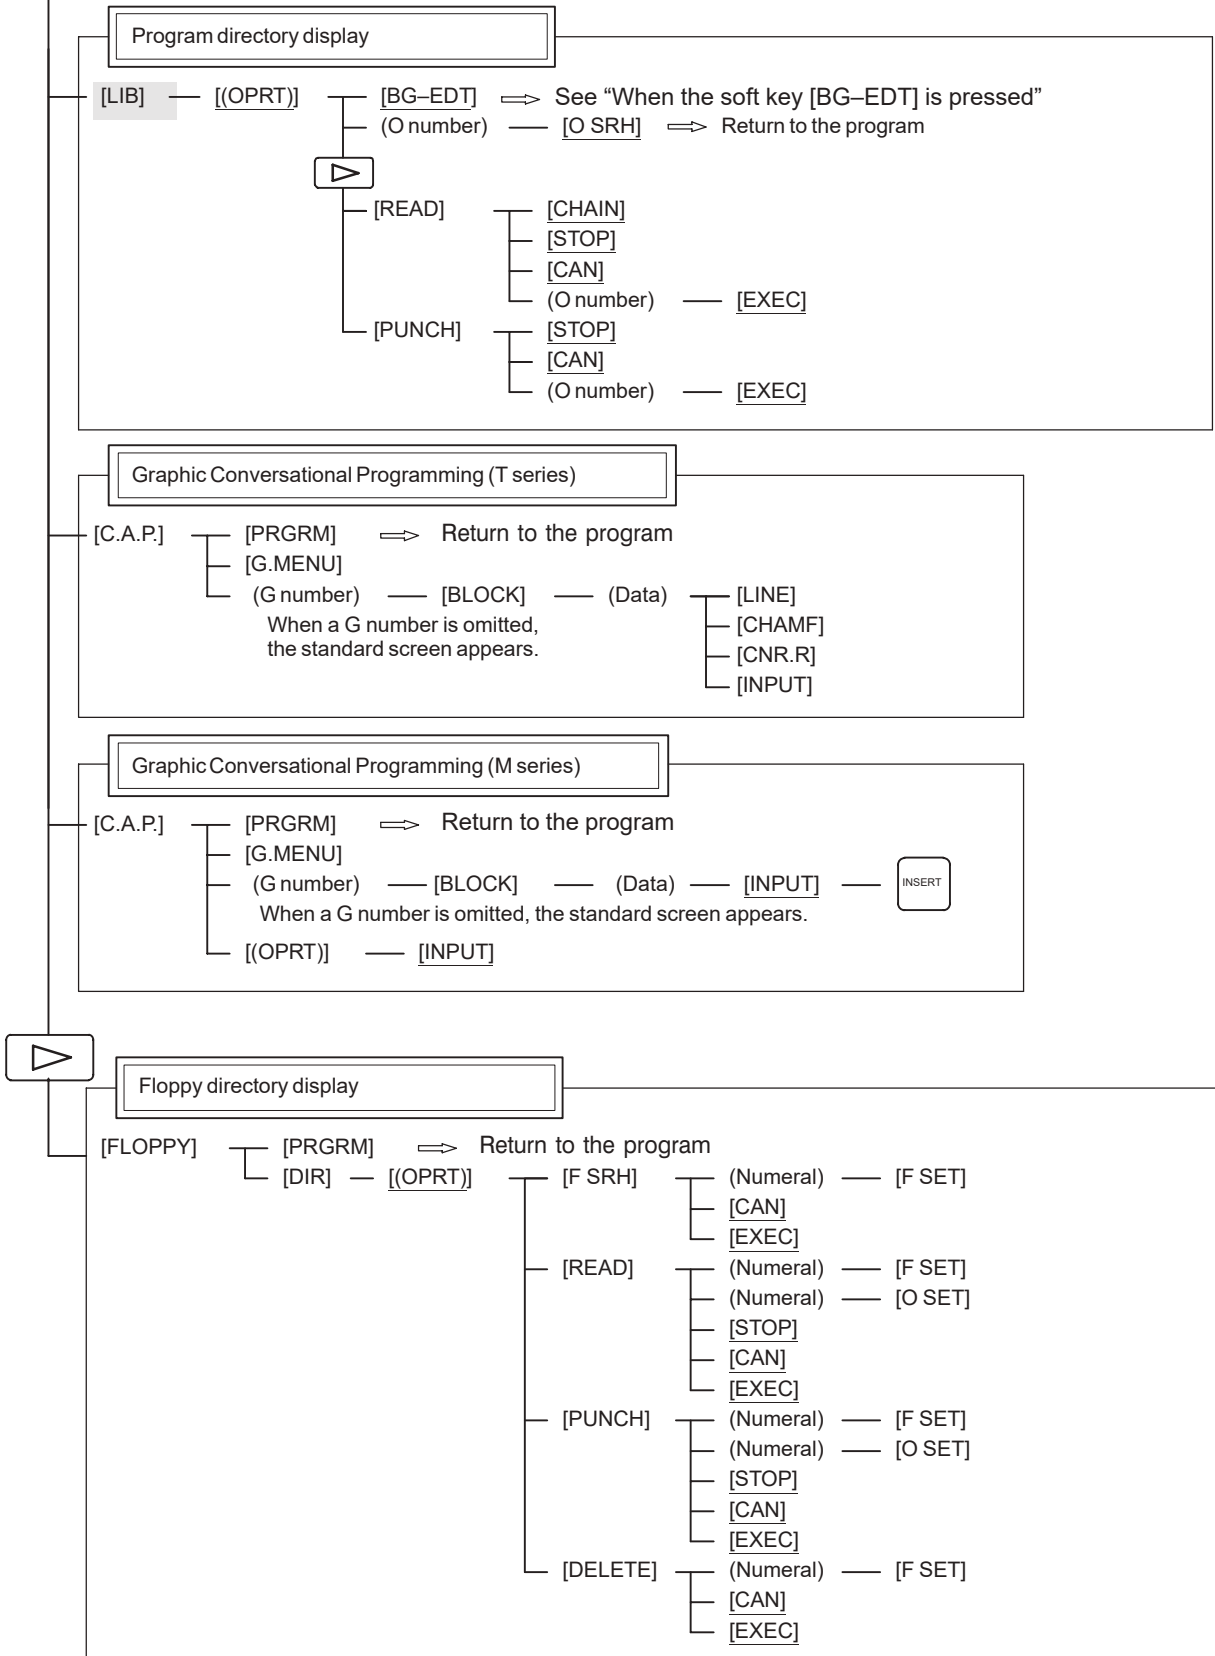 Program directory display
[LIB] [(OPRT)] [BG–EDT] See “When the soft key [BG–EDT] is pressed”
(O number) [O SRH] Return to the program
[READ] [CHAIN]
[STOP]
[CAN]
(O number) [EXEC]
[PUNCH] [STOP]
[CAN]
(O number) [EXEC]
Graphic Conversational Programming (T series)
[C.A.P.] [PRGRM] Return to the program
[G.MENU]
(G number) [BLOCK] (Data) [LINE]
When a G number is omitted, [CHAMF]
the standard screen appears. [CNR.R]
[INPUT]
Graphic Conversational Programming (M series)
[C.A.P.] [PRGRM] Return to the program
[G.MENU]
(G number) [BLOCK] (Data) [INPUT] INSERT
When a G number is omitted, the standard screen appears.
[(OPRT)] [INPUT]
Floppy directory display
[FLOPPY] [PRGRM] Return to the program
[DIR] [(OPRT)] [F SRH] (Numeral) [F SET]
[CAN]
[EXEC]
[READ] (Numeral) [F SET]
(Numeral) [O SET]
[STOP]
[CAN]
[EXEC]
[PUNCH] (Numeral) [F SET]
(Numeral) [O SET]
[STOP]
[CAN]
[EXEC]
[DELETE] (Numeral) [F SET]
[CAN]
[EXEC]